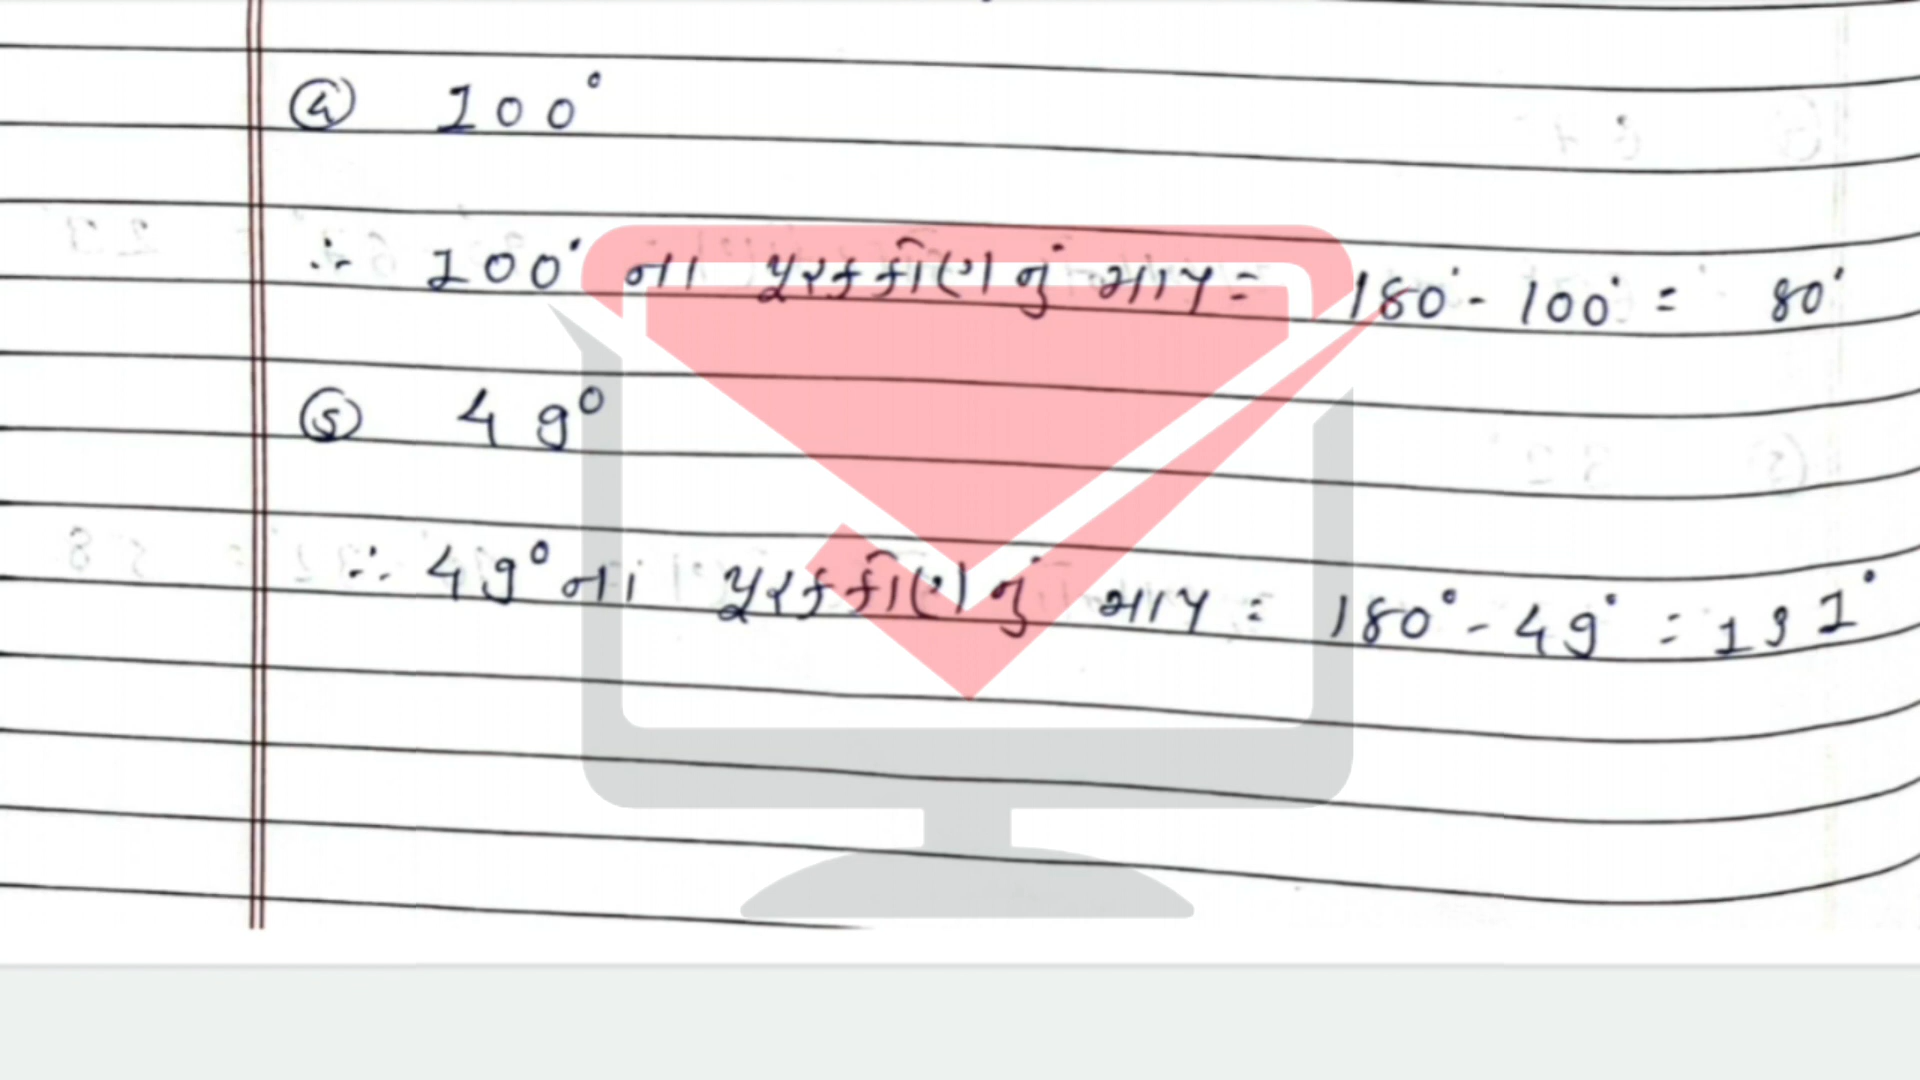 ④ 100°
∴ 100° ના પુરકકોણનું માપ = 180° - 100° = 80°
⑤ 49°
∴ 49° ના પુરકકોણનું માપ = 180° - 49° = 131°